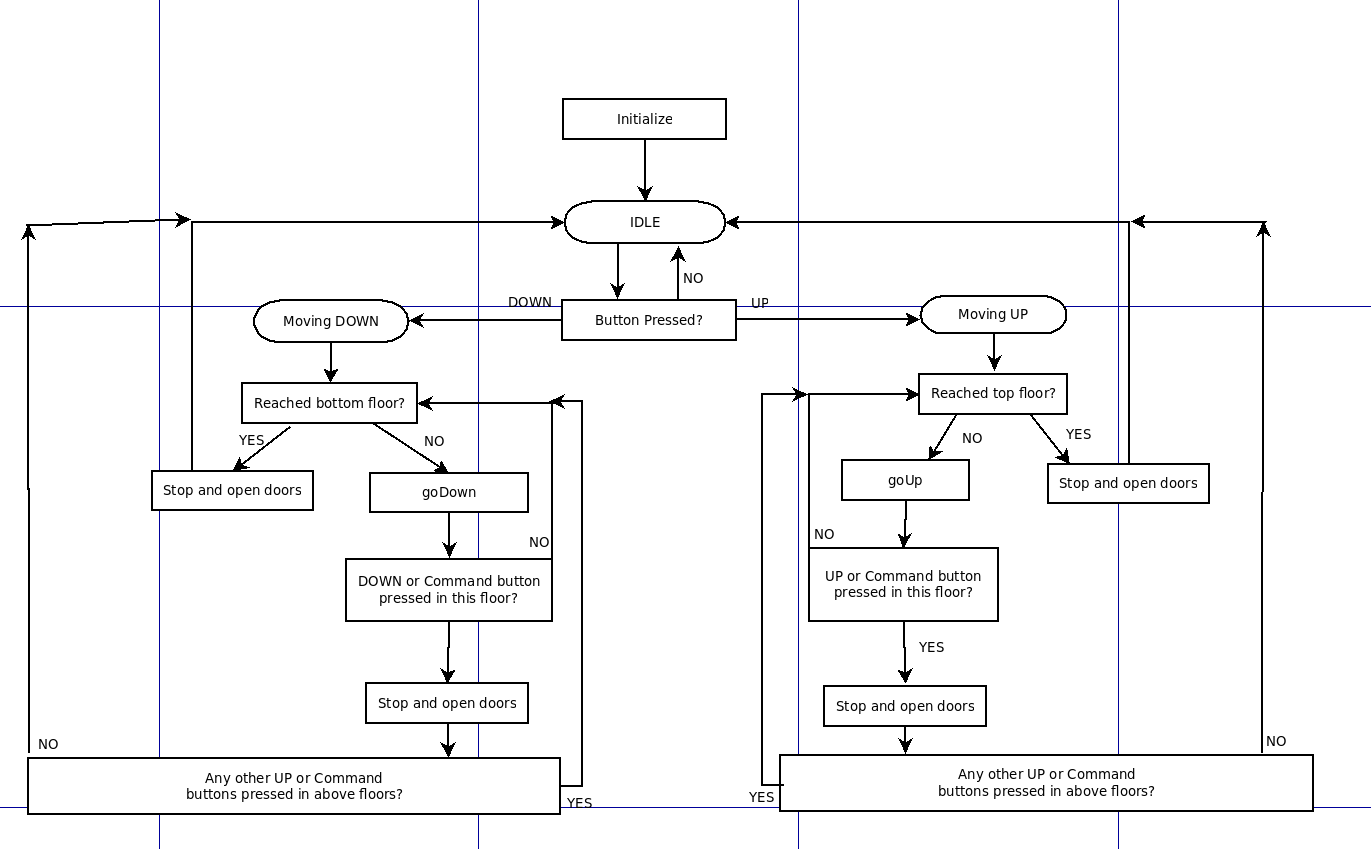 Initialize
IDLE
NO
DOWN
UP
Moving DOWN
Button Pressed?
Moving UP
Reached bottom floor?
Reached top floor?
YES
NO
NO
YES
Stop and open doors
goDown
goUp
Stop and open doors
NO
NO
DOWN or Command button
pressed in this floor?
UP or Command button
pressed in this floor?
YES
Stop and open doors
Stop and open doors
NO
NO
Any other UP or Command
buttons pressed in above floors?
YES
Any other UP or Command
buttons pressed in above floors?
YES